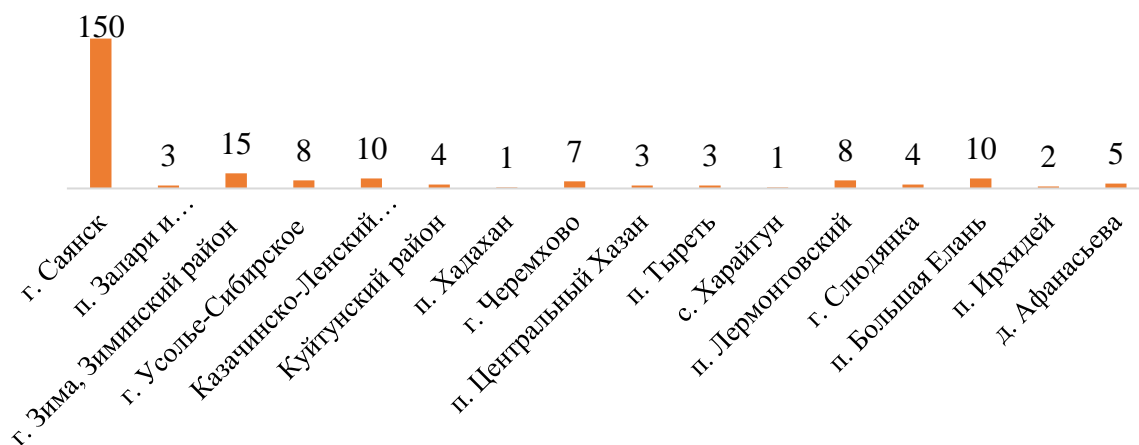 150
3
15
8
10
4
1
7
3
3
1
8
4
10
2
5
г. Саянск
п. Залари и…
г. Зима, Зиминский район
г. Усолье-Сибирское
Казачинско-Ленский…
Куйтунский район
п. Хадахан
г. Черемхово
п. Центральный Хазан
п. Тыреть
с. Харайгун
п. Лермонтовский
г. Слюдянка
п. Большая Елань
п. Ирхидей
д. Афанасьева